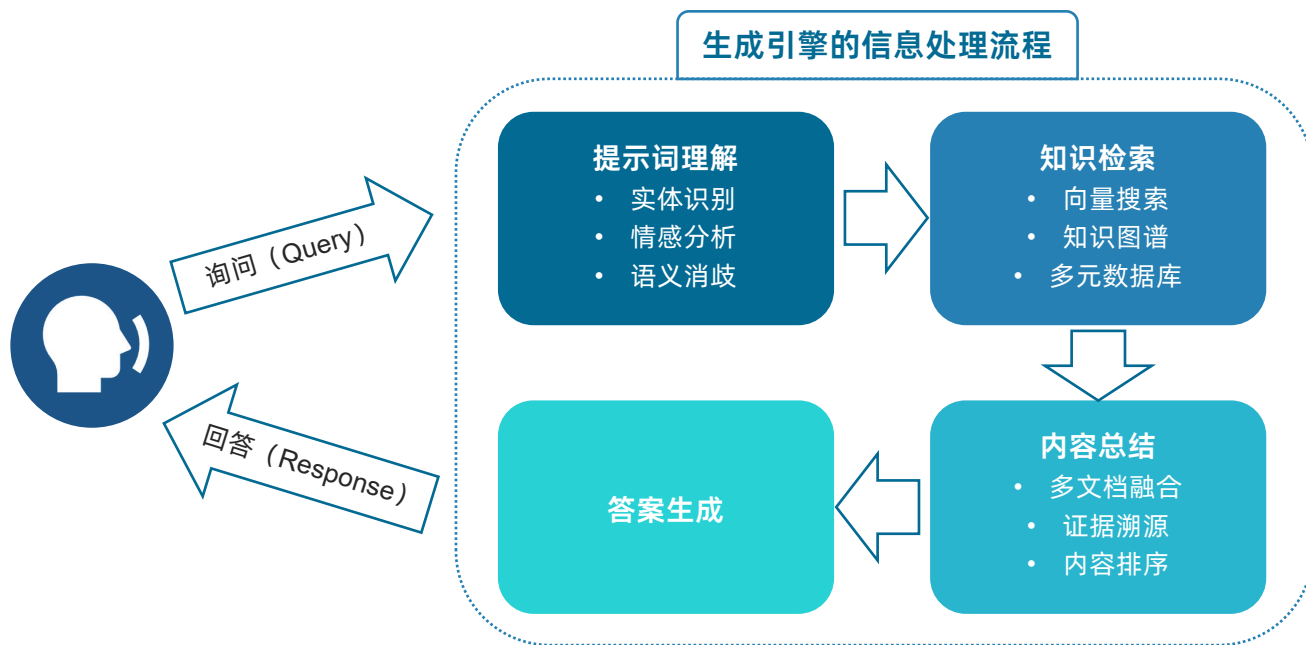 生成引擎的信息处理流程
询问（Query）
提示词理解
• 实体识别
• 情感分析
• 语义消歧
知识检索
• 向量搜索
• 知识图谱
• 多元数据库
内容总结
• 多文档融合
• 证据溯源
• 内容排序
答案生成
回答（Response）